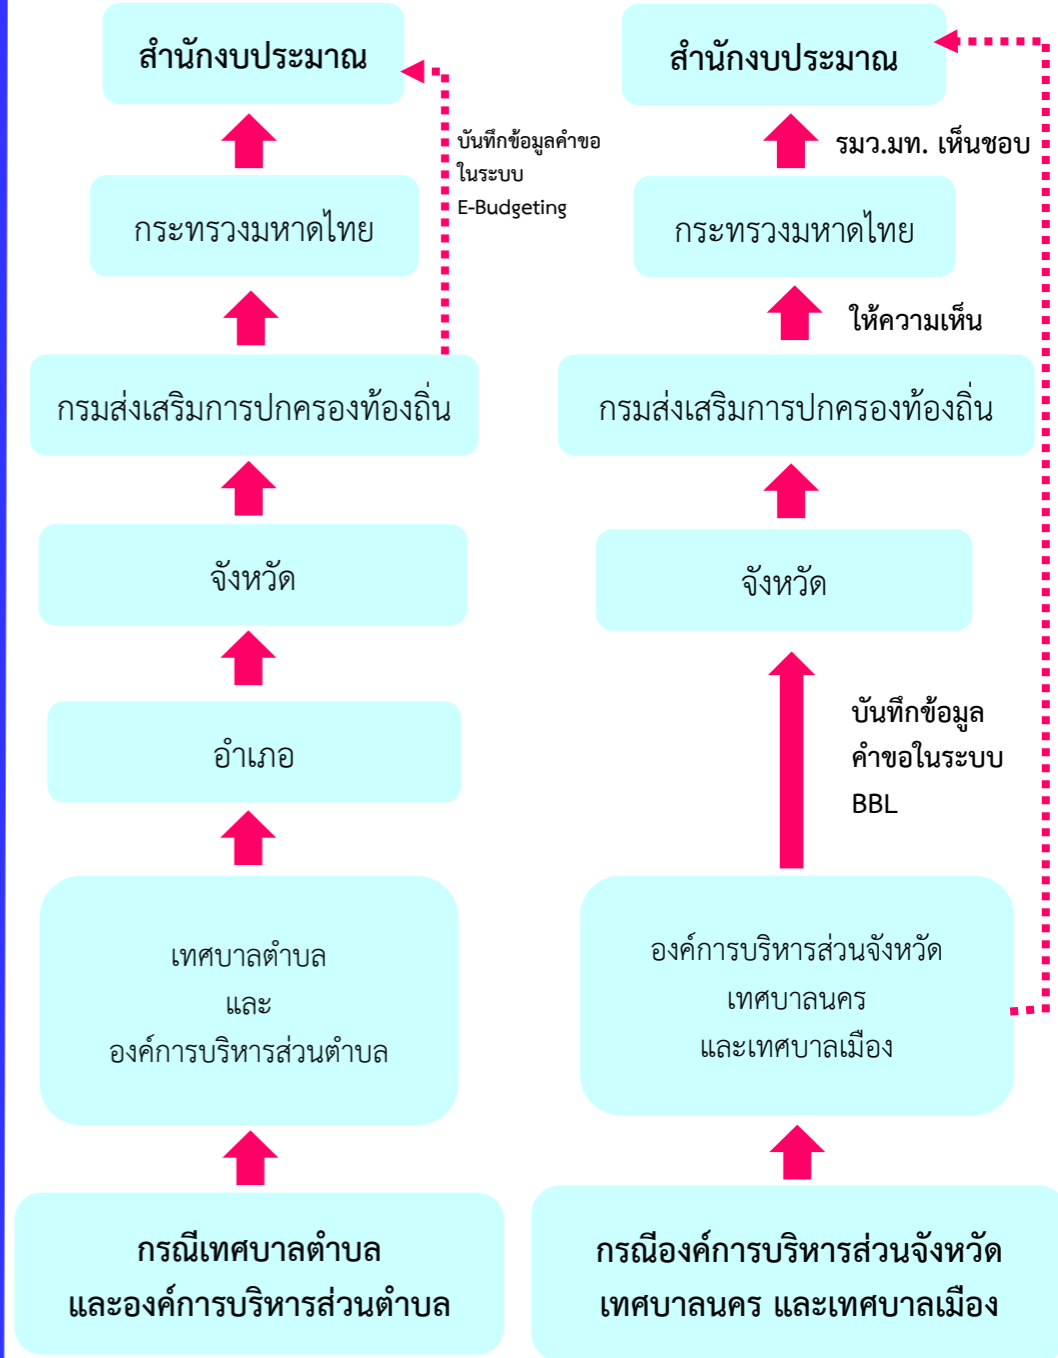 สำนักงบประมาณ
บันทึกข้อมูลคำขอ
ในระบบ
E-Budgeting
กระทรวงมหาดไทย
กรมส่งเสริมการปกครองท้องถิ่น
จังหวัด
อำเภอ
เทศบาลตำบล
และ
องค์การบริหารส่วนตำบล
กรณีเทศบาลตำบล
และองค์การบริหารส่วนตำบล
สำนักงบประมาณ
รมว.มท. เห็นชอบ
กระทรวงมหาดไทย
ให้ความเห็น
กรมส่งเสริมการปกครองท้องถิ่น
จังหวัด
บันทึกข้อมูล
คำขอในระบบ
BBL
องค์การบริหารส่วนจังหวัด
เทศบาลนคร
และเทศบาลเมือง
กรณีองค์การบริหารส่วนจังหวัด
เทศบาลนคร และเทศบาลเมือง